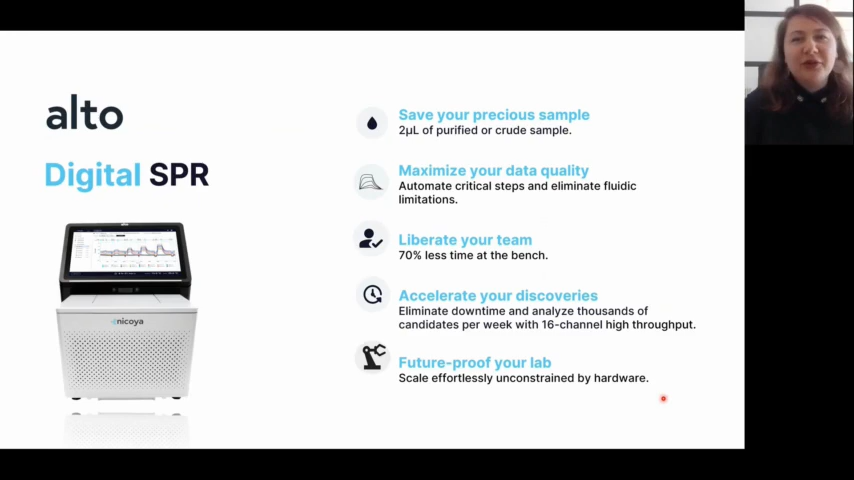 alto
Digital SPR
nicoya
Save your precious sample
2µL of purified or crude sample.
Maximize your data quality
Automate critical steps and eliminate fluidic
limitations.
Liberate your team
70% less time at the bench.
Accelerate your discoveries
Eliminate downtime and analyze thousands of
candidates per week with 16-channel high throughput.
Future-proof your lab
Scale effortlessly unconstrained by hardware.